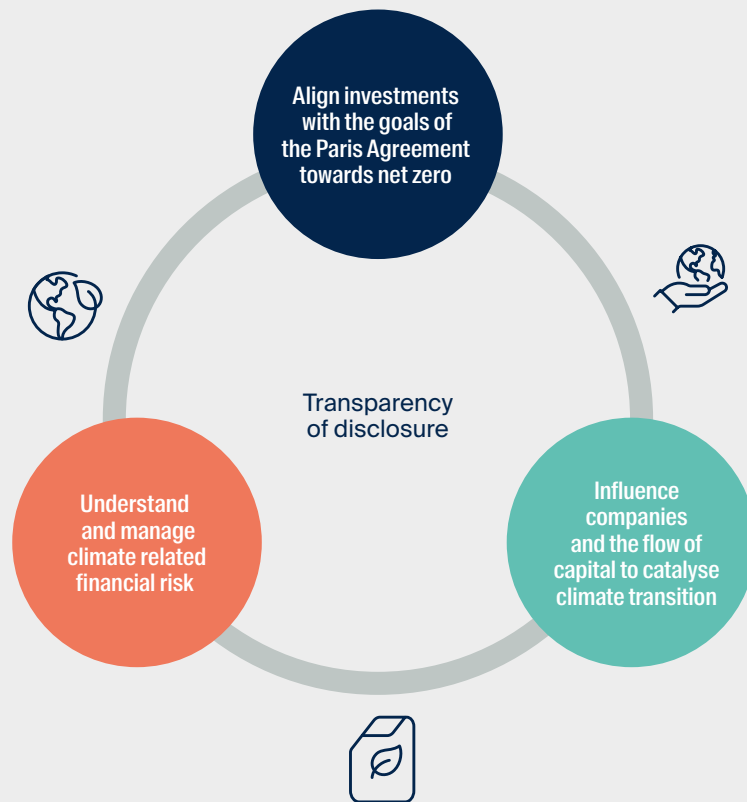 Align investments
with the goals of
the Paris Agreement
towards net zero
Transparency
of disclosure
Understand
and manage
climate related
financial risk
Influence
companies
and the flow of
capital to catalyse
climate transition